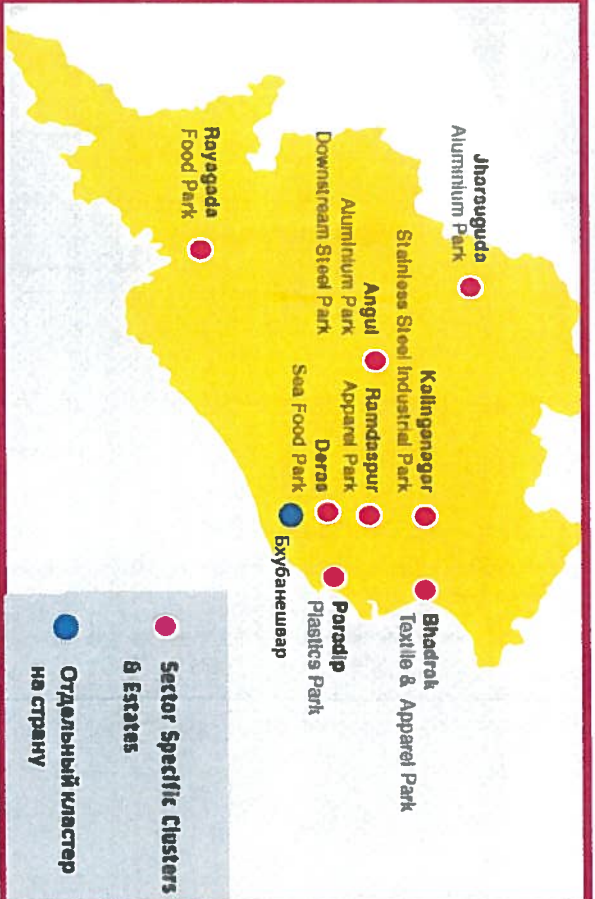 Jharsuguda
Aluminium Park
Kalinganagar
Stainless Steel Industrial Park
Bhadrak
Textile & Apparel Park
Angul
Aluminium Park
Downstream Steel Park
Ramdaspur
Apparel Park
Deras
Sea Food Park
Paradip
Plastics Park
Бхубанешвар
Rayagada
Food Park
Sector Specific Clusters
& Estates
Отдельный кластер
на страну